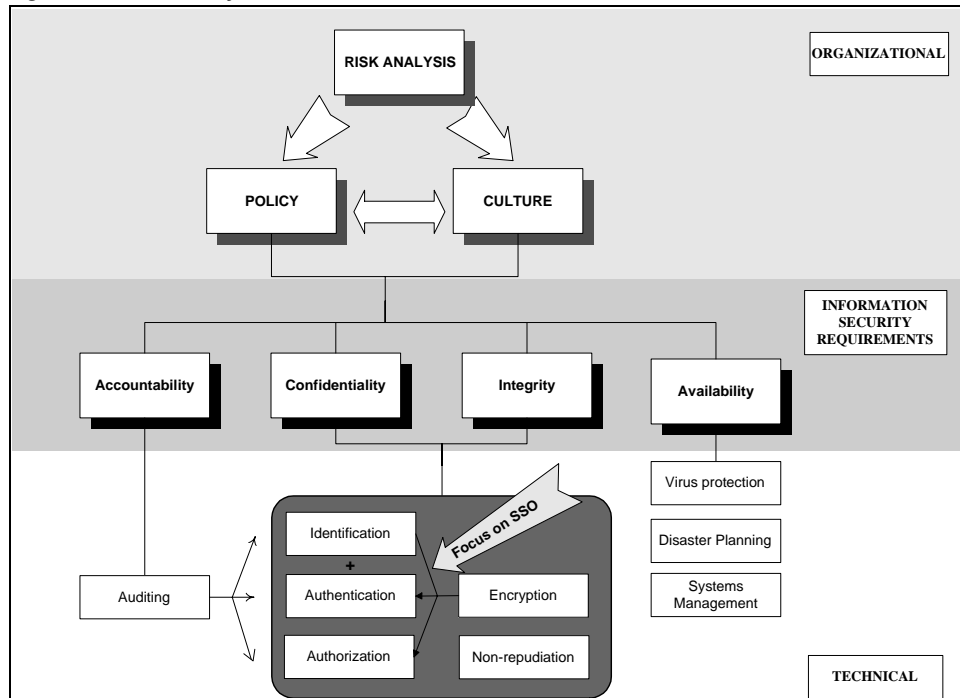 RISK ANALYSIS
ORGANIZATIONAL
POLICY
CULTURE
INFORMATION
SECURITY
REQUIREMENTS
Accountability
Confidentiality
Integrity
Availability
Virus protection
Focus on SSO
Identification
Disaster Planning
+
Auditing
Authentication
Encryption
Systems
Management
Authorization
Non-repudiation
TECHNICAL